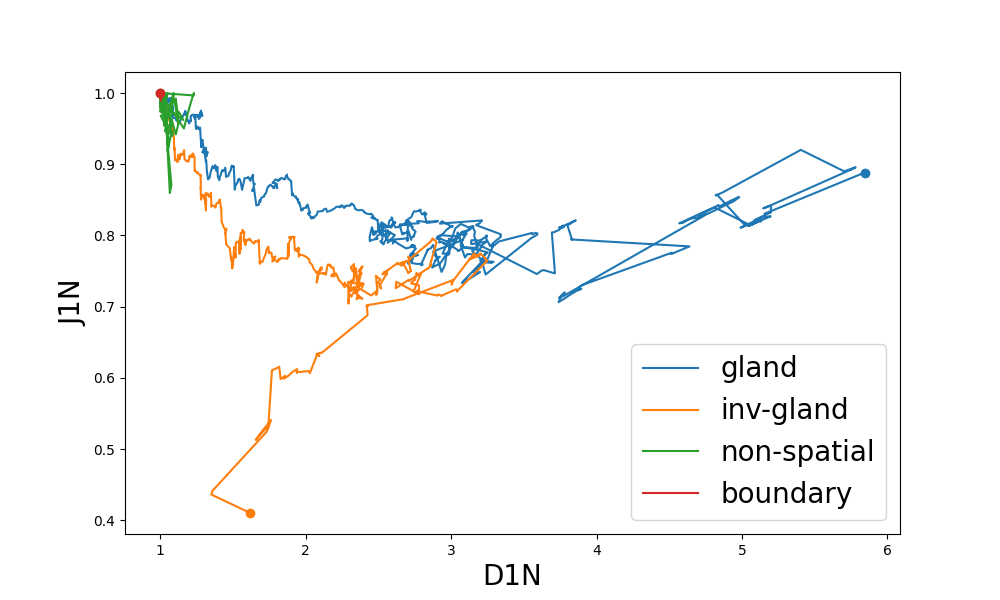 1.0
0.9
0.8
0.7
0.6
0.5
0.4
J1N
gland
inv-gland
non-spatial
boundary
1 2 3 4 5 6
D1N